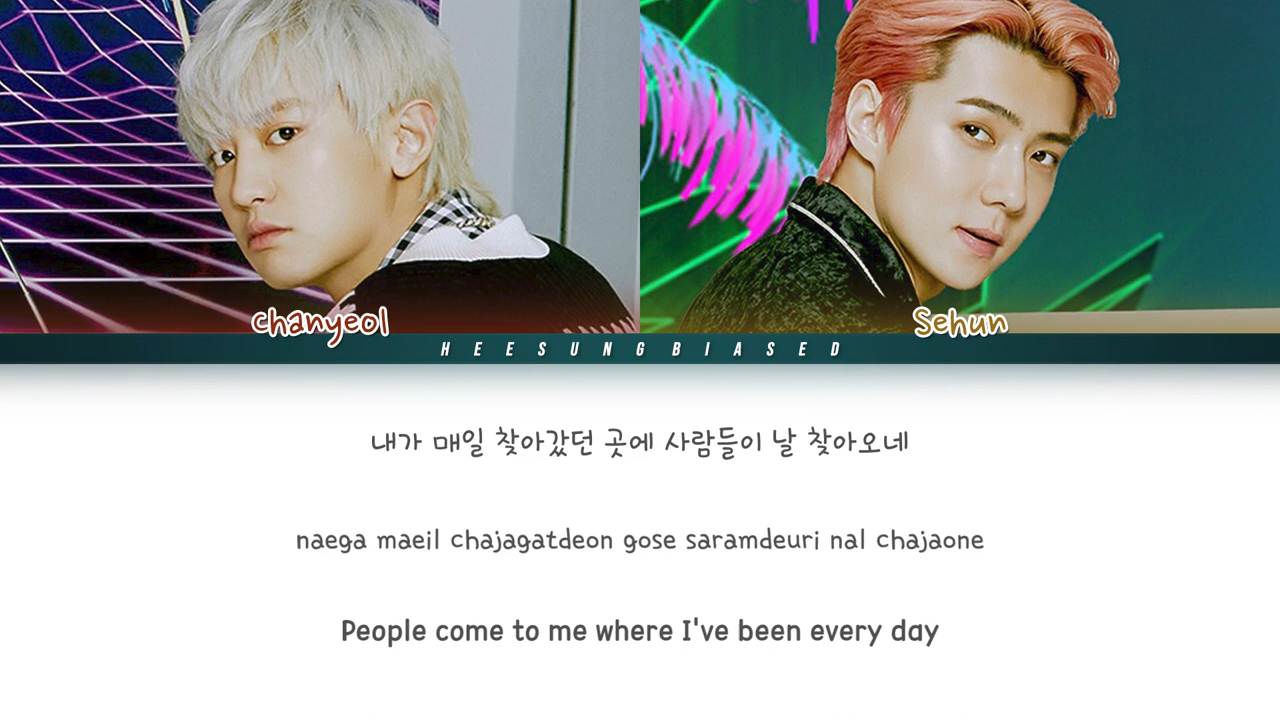 chanyeol
Sehun
HEESUNGBIASED
내가 매일 찾아갔던 곳에 사람들이 날 찾아오네
naega maeil chajagatdeon gose saramdeuri nal chajaone
People come to me where I've been every day